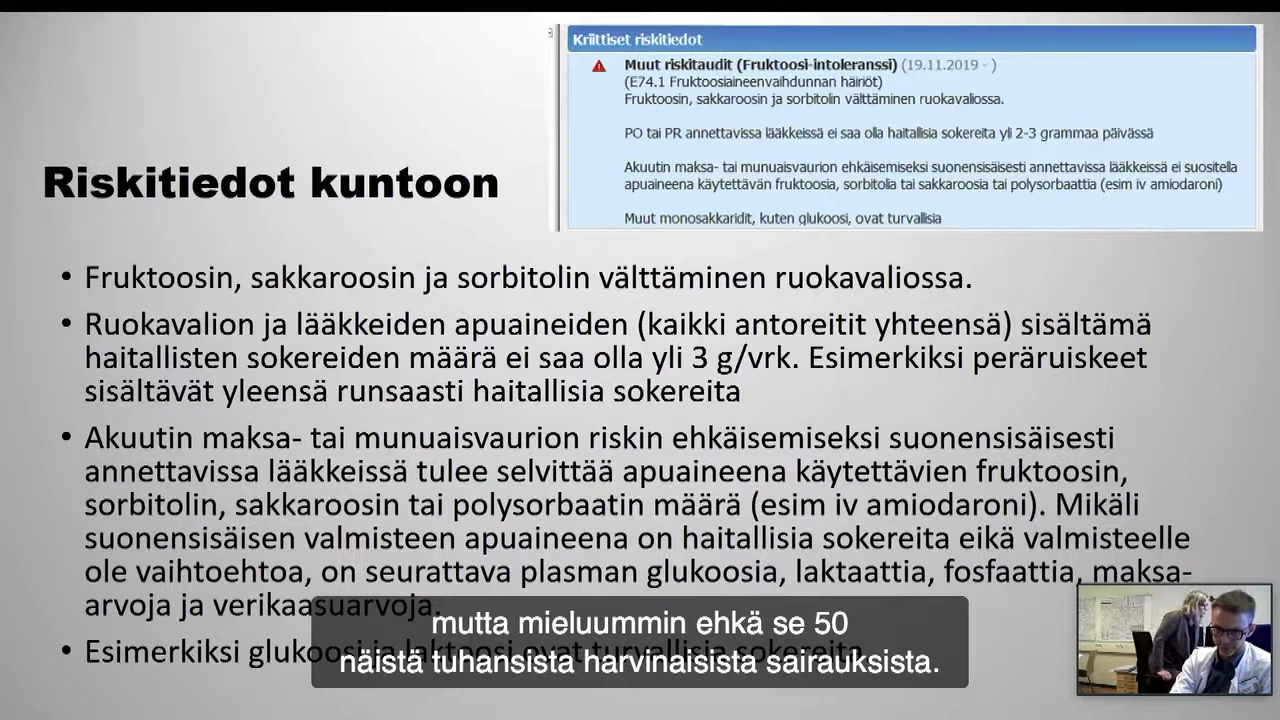 Kriittiset riskitiedot
Muut riskitaudit (Fruktoosi-intoleranssi) (19.11.2019 - )
(E74.1 Fruktoosiaineenvaihdunnan häiriöt)
Fruktoosin, sakkaroosin ja sorbitolin välttäminen ruokavaliossa.
PO tai PR annettavissa lääkkeissä ei saa olla haitallisia sokereita yli 2-3 grammaa päivässä
Akuutin maksa- tai munuaisvaurion ehkäisemiseksi suonensisäisesti annettavissa lääkkeissä ei suositella
apuaineena käytettävän fruktoosia, sorbitolia tai sakkaroosia tai polysorbaattia (esim iv amiodaroni)
Muut monosakkaridit, kuten glukoosi, ovat turvallisia
Riskitiedot kuntoon
• Fruktoosin, sakkaroosin ja sorbitolin välttäminen ruokavaliossa.
• Ruokavalion ja lääkkeiden apuaineiden (kaikki antoreitit yhteensä) sisältämä
haitallisten sokereiden määrä ei saa olla yli 3 g/vrk. Esimerkiksi peräruiskeet
sisältävät yleensä runsaasti haitallisia sokereita
• Akuutin maksa- tai munuaisvaurion riskin ehkäisemiseksi suonensisäisesti
annettavissa lääkkeissä tulee selvittää apuaineena käytettävien fruktoosin,
sorbitolin, sakkaroosin tai polysorbaatin määrä (esim iv amiodaroni). Mikäli
suonensisäisen valmisteen apuaineena on haitallisia sokereita eikä valmisteelle
ole vaihtoehtoa, on seurattava plasman glukoosia, laktaattia, fosfaattia, maksa-
arvoja ja verikaasuarvoja.
• Esimerkiksi glukoosi ja laktoosi ovat turvallisia sokereita
mutta mieluummin ehkä se 50
näistä tuhansista harvinaisista sairauksista.